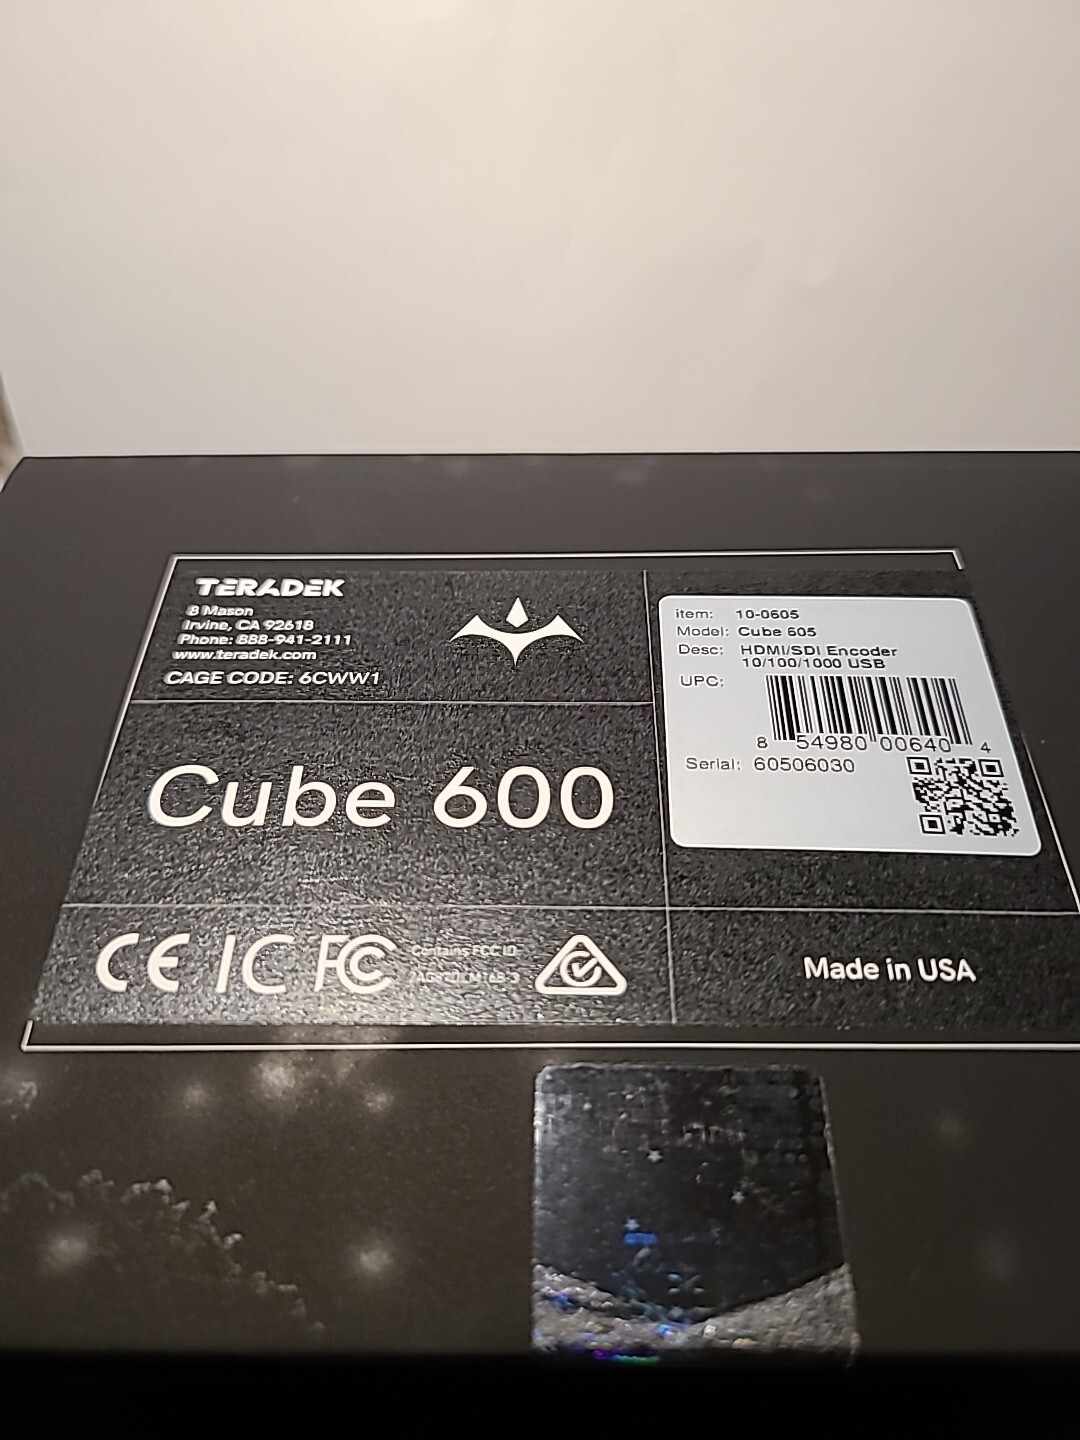 TERADEK
8 Mason
Irvine, CA 92618
Phone: 888-941-2111
www.teradek.com
CAGE CODE: 6CWW1
Cube 600
CE IC FC
Contains FCC ID:
item: 10-0605
Model: Cube 605
Desc: HDMI/SDI Encoder
10/100/1000 USB
UPC:
8 54980 00640 4
Serial: 60506030
Made in USA